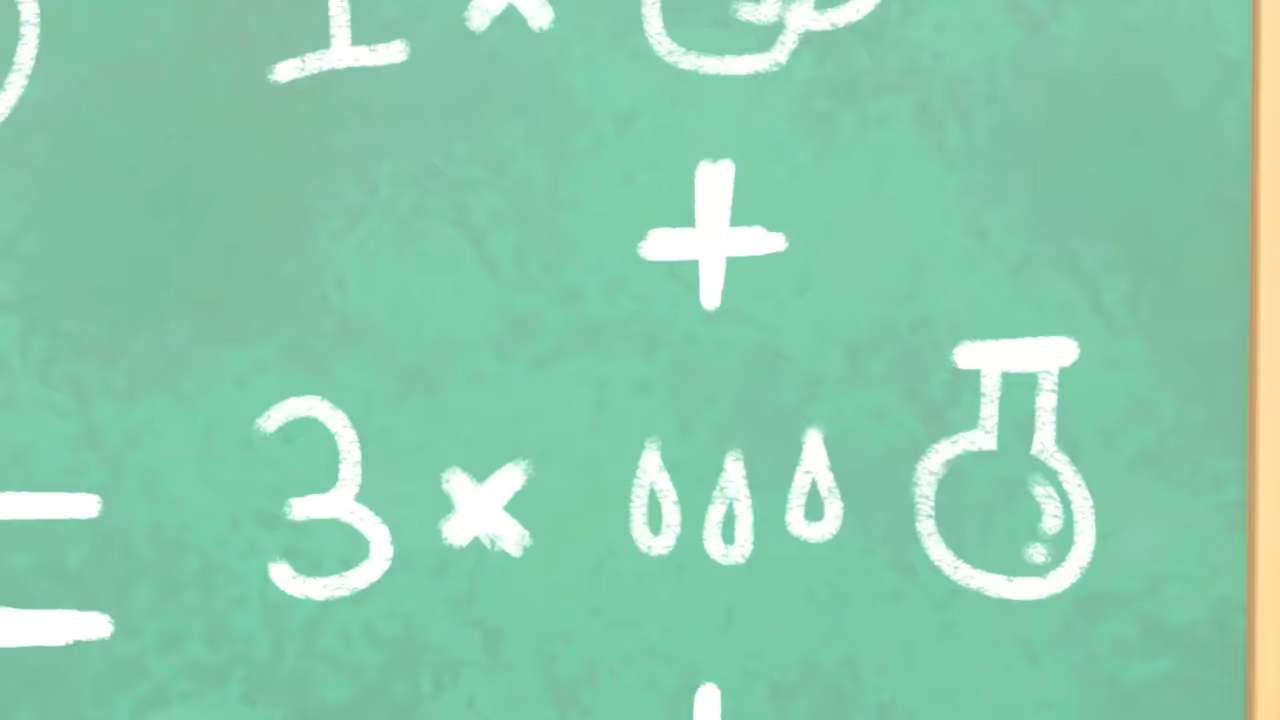 1 ×
+
= 3 ×